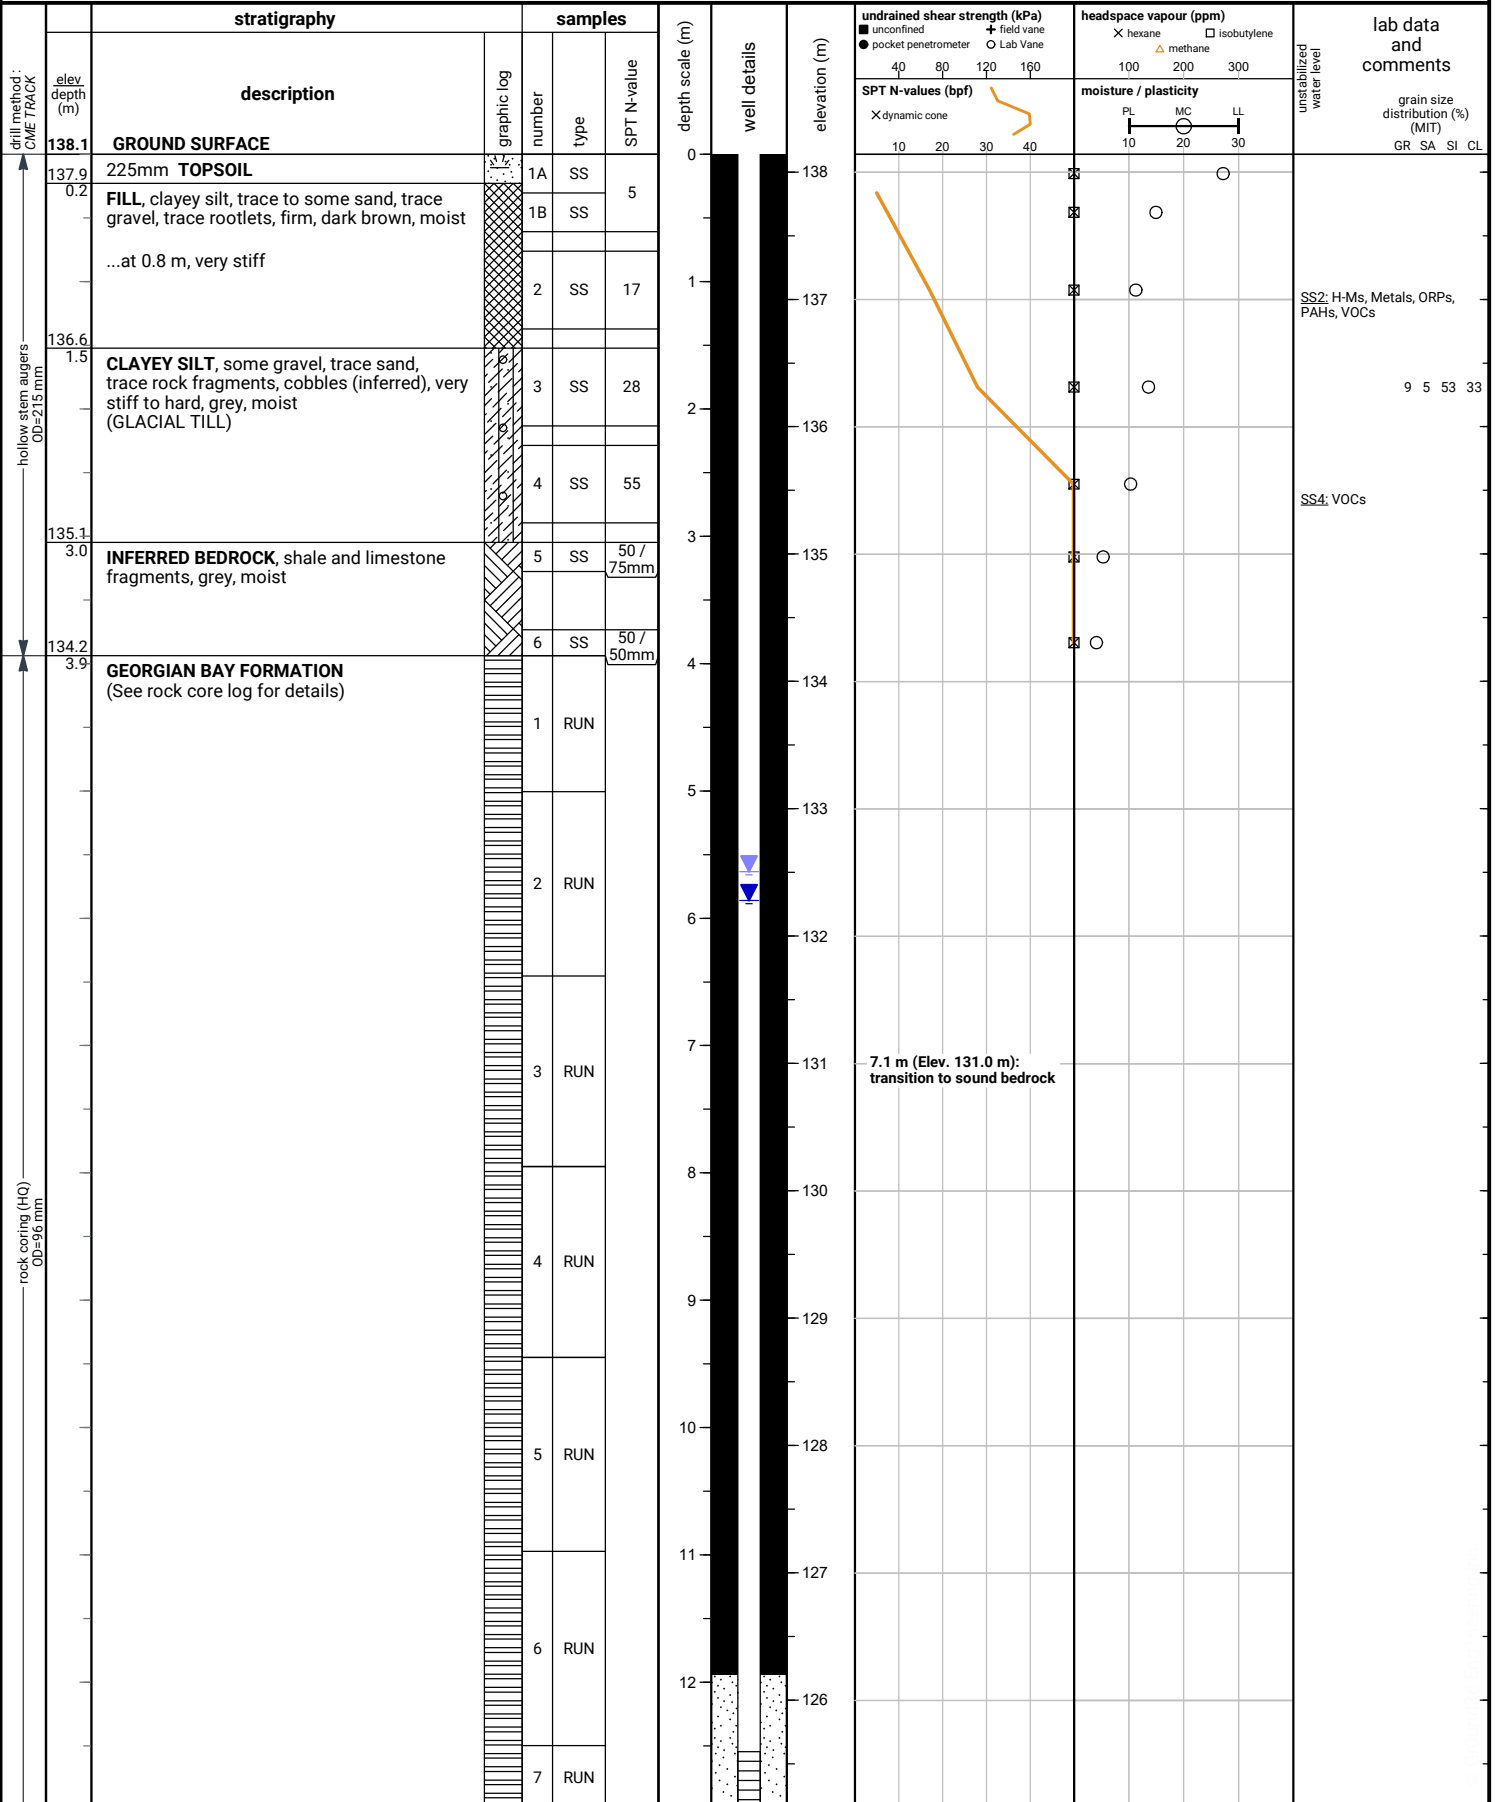 stratigraphy
samples
drill method :
CME TRACK
elev
depth
(m)
description
graphic log
number
type
SPT N-value
depth scale (m)
well details
elevation (m)
undrained shear strength (kPa)
unconfined
field vane
pocket penetrometer
Lab Vane
40 80 120 160
SPT N-values (bpf)
dynamic cone
10 20 30 40
headspace vapour (ppm)
hexane
isobutylene
methane
100 200 300
moisture / plasticity
PL MC LL
10 20 30
unstabilized
water level
lab data
and
comments
grain size
distribution (%)
(MIT)
GR SA SI CL
138.1 GROUND SURFACE
137.9
0.2
225mm TOPSOIL
FILL, clayey silt, trace to some sand, trace
gravel, trace rootlets, firm, dark brown, moist
...at 0.8 m, very stiff
136.6
1.5
CLAYEY SILT, some gravel, trace sand,
trace rock fragments, cobbles (inferred), very
stiff to hard, grey, moist
(GLACIAL TILL)
135.1
3.0
INFERRED BEDROCK, shale and limestone
fragments, grey, moist
134.2
3.9
GEORGIAN BAY FORMATION
(See rock core log for details)
hollow stem augers
OD=215 mm
rock coring (HQ)
OD=96 mm
1A SS
5
1B SS
2 SS 17
3 SS 28
4 SS 55
5 SS 50 /
75mm
6 SS 50 /
50mm
1 RUN
2 RUN
3 RUN
4 RUN
5 RUN
6 RUN
7 RUN
0
1
2
3
4
5
6
7
8
9
10
11
12
138
137
136
135
134
133
132
131
130
129
128
127
126
7.1 m (Elev. 131.0 m):
transition to sound bedrock
SS2: H-Ms, Metals, ORPs,
PAHs, VOCs
9 5 53 33
SS4: VOCs